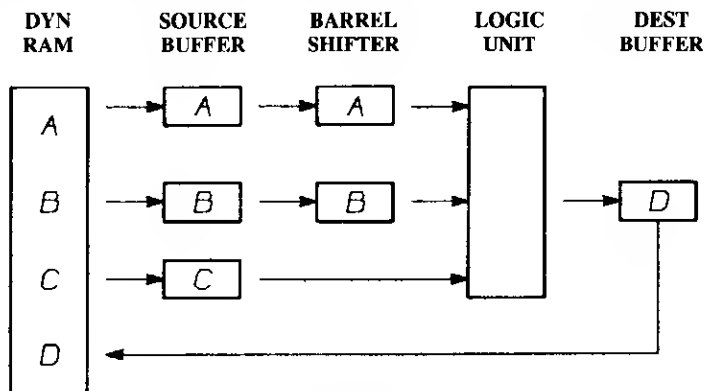 DYN RAM
SOURCE BUFFER
BARREL SHIFTER
LOGIC UNIT
DEST BUFFER
A
A
A
B
B
B
D
C
C
D